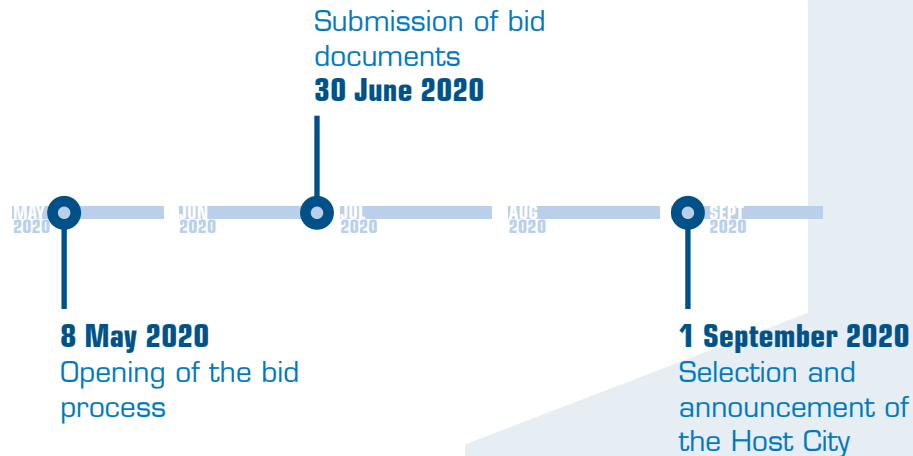 Submission of bid
documents
30 June 2020
MAY
2020
JUN
2020
JUL
2020
AUG
2020
SEPT
2020
8 May 2020
Opening of the bid
process
1 September 2020
Selection and
announcement of
the Host City